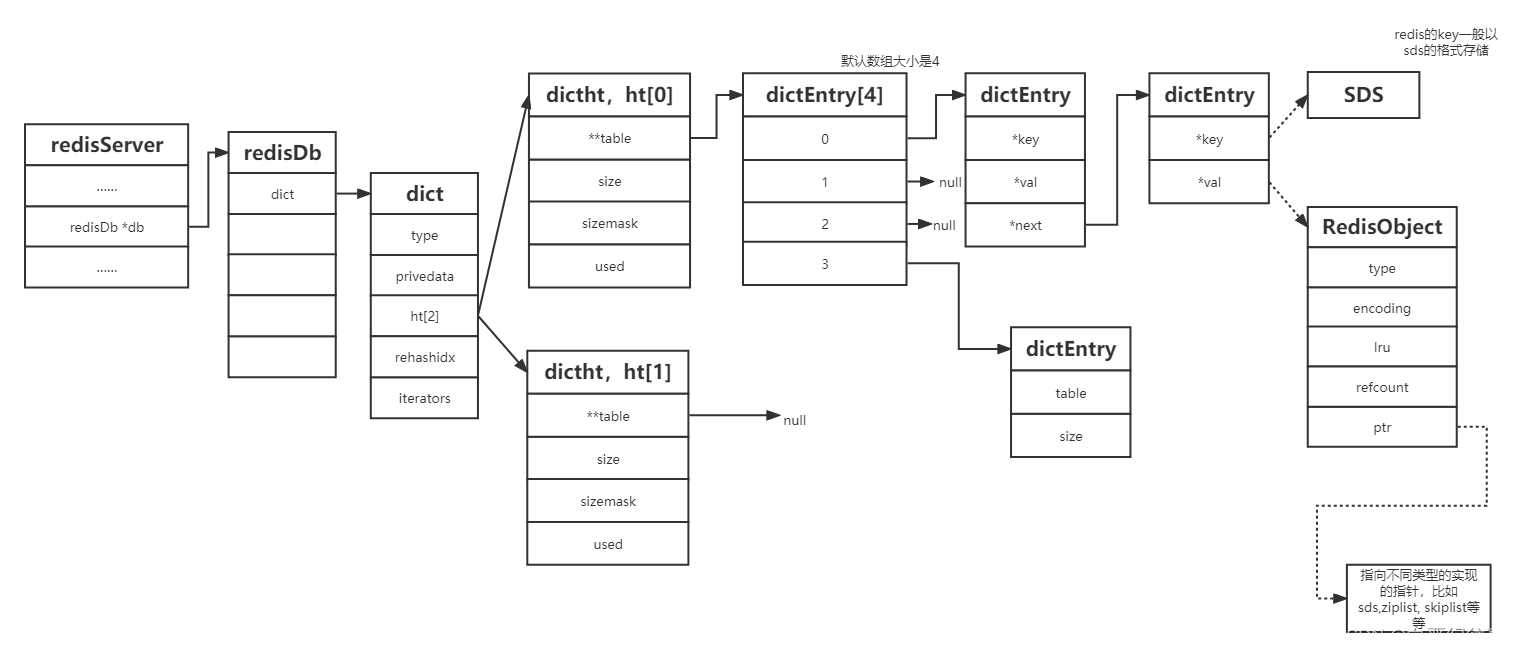 redis的key一般以
sds的格式存储
默认数组大小是4
redisServer
......
redisDb *db
......
redisDb
dict
dict
type
privedata
ht[2]
rehashidx
iterators
dictht，ht[0]
**table
size
sizemask
used
dictht，ht[1]
**table
size
sizemask
used
null
dictEntry[4]
0
1
2
3
null
null
dictEntry
*key
*val
*next
dictEntry
table
size
dictEntry
*key
*val
SDS
RedisObject
type
encoding
lru
refcount
ptr
指向不同类型的实现
的指针，比如
sds,ziplist, skiplist等
等